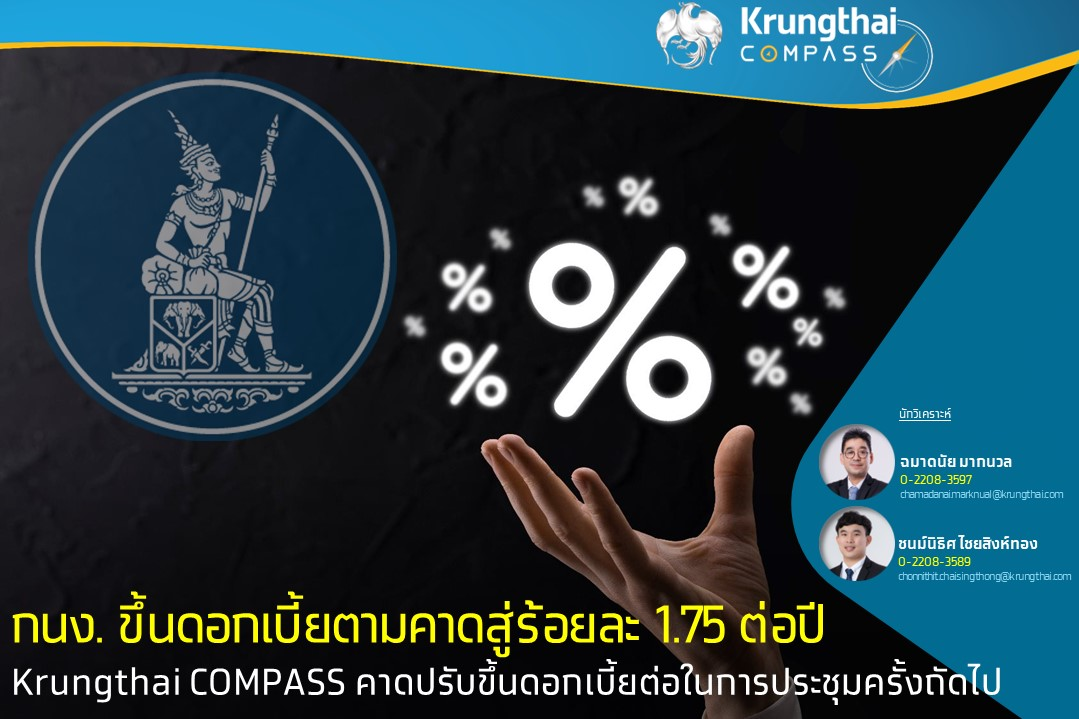 Krungthai
COMPASS
นักวิเคราะห์
ฉมาดนัย มากนวล
0-2208-3597
chamadanai.marknual@krungthai.com
ชนม์นิธิศ ไชยสิงห์ทอง
0-2208-3589
chonnithit.chaisingthong@krungthai.com
กนง. ขึ้นดอกเบี้ยตามคาดสู่ร้อยละ 1.75 ต่อปี
Krungthai COMPASS คาดปรับขึ้นดอกเบี้ยต่อในการประชุมครั้งถัดไป